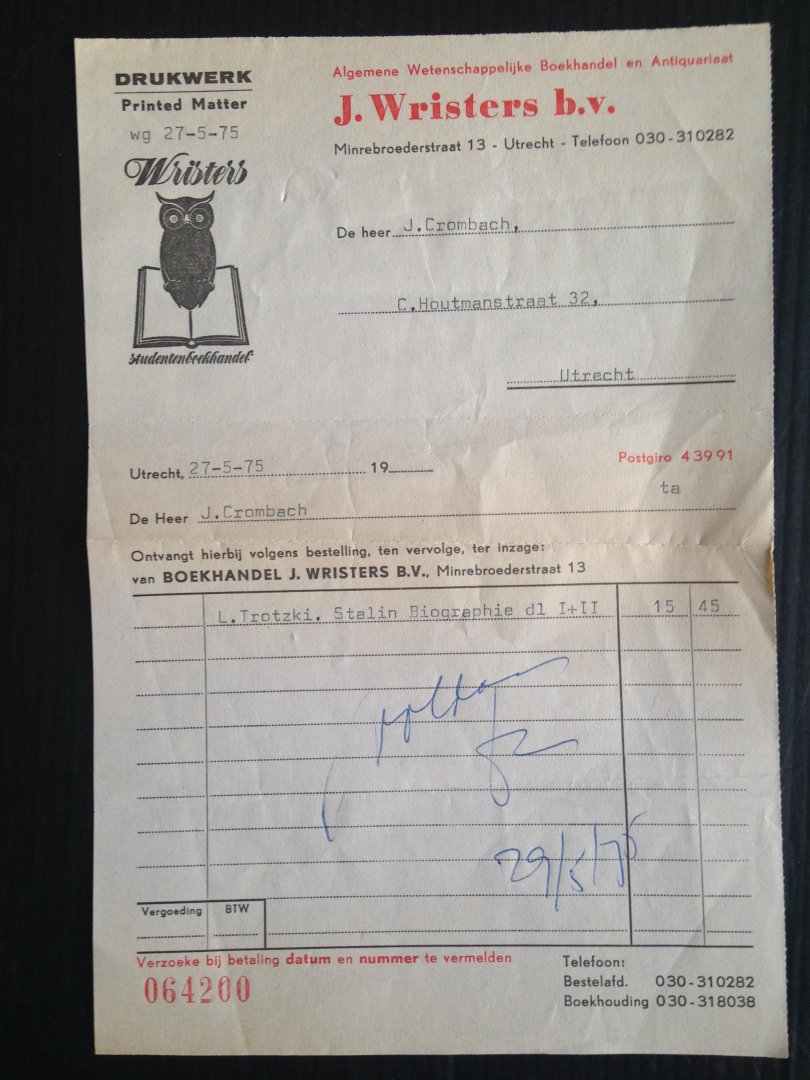 DRUKWERK
Printed Matter
wg 27-5-75
Wristers
studentenboekhandel
Algemene Wetenschappelijke Boekhandel en Antiquariaat
J. Wristers b.v.
Minrebroederstraat 13 - Utrecht - Telefoon 030-310282
De heer J.Crombach,
C.Houtmanstraat 32,
Utrecht
Utrecht, 27-5-75 19
Postgiro 4 39 91
ta
De Heer J.Crombach
Ontvangt hierbij volgens bestelling, ten vervolge, ter inzage:
van BOEKHANDEL J. WRISTERS B.V., Minrebroederstraat 13
L.Trotzki. Stalin Biographie dl I+II 15 45
29/5/75
Vergoeding BTW
Verzoeke bij betaling datum en nummer te vermelden
064200
Telefoon:
Bestelafd. 030-310282
Boekhouding 030-318038